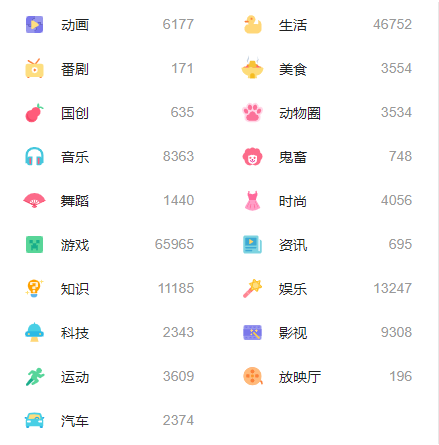 动画 6177 生活 46752
番剧 171 美食 3554
国创 635 动物圈 3534
音乐 8363 鬼畜 748
舞蹈 1440 时尚 4056
游戏 65965 资讯 695
知识 11185 娱乐 13247
科技 2343 影视 9308
运动 3609 放映厅 196
汽车 2374